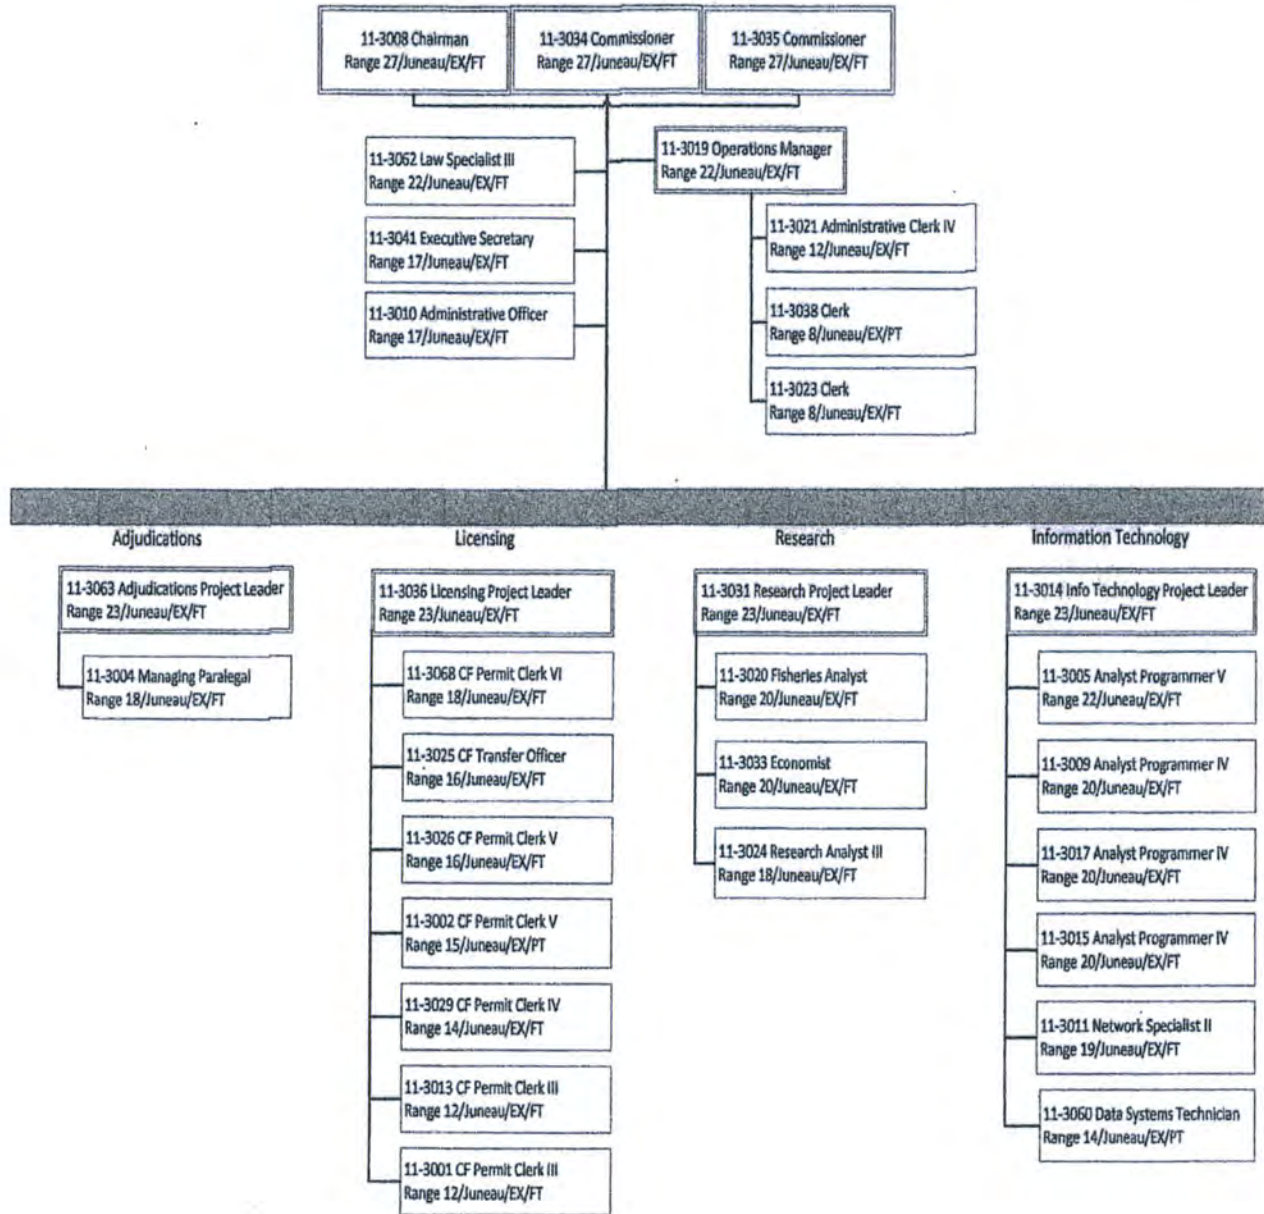 11-3008 Chairman
Range 27/Juneau/EX/FT
11-3034 Commissioner
Range 27/Juneau/EX/FT
11-3035 Commissioner
Range 27/Juneau/EX/FT
11-3062 Law Specialist III
Range 22/Juneau/EX/FT
11-3041 Executive Secretary
Range 17/Juneau/EX/FT
11-3010 Administrative Officer
Range 17/Juneau/EX/FT
11-3019 Operations Manager
Range 22/Juneau/EX/FT
11-3021 Administrative Clerk IV
Range 12/Juneau/EX/FT
11-3038 Clerk
Range 8/Juneau/EX/PT
11-3023 Clerk
Range 8/Juneau/EX/FT
Adjudications
11-3063 Adjudications Project Leader
Range 23/Juneau/EX/FT
11-3004 Managing Paralegal
Range 18/Juneau/EX/FT
Licensing
11-3036 Licensing Project Leader
Range 23/Juneau/EX/FT
11-3068 CF Permit Clerk VI
Range 18/Juneau/EX/FT
11-3025 CF Transfer Officer
Range 16/Juneau/EX/FT
11-3026 CF Permit Clerk V
Range 16/Juneau/EX/FT
11-3002 CF Permit Clerk V
Range 15/Juneau/EX/PT
11-3029 CF Permit Clerk IV
Range 14/Juneau/EX/FT
11-3013 CF Permit Clerk III
Range 12/Juneau/EX/FT
11-3001 CF Permit Clerk III
Range 12/Juneau/EX/FT
Research
11-3031 Research Project Leader
Range 23/Juneau/EX/FT
11-3020 Fisheries Analyst
Range 20/Juneau/EX/FT
11-3033 Economist
Range 20/Juneau/EX/FT
11-3024 Research Analyst III
Range 18/Juneau/EX/FT
Information Technology
11-3014 Info Technology Project Leader
Range 23/Juneau/EX/FT
11-3005 Analyst Programmer V
Range 22/Juneau/EX/FT
11-3009 Analyst Programmer IV
Range 20/Juneau/EX/FT
11-3017 Analyst Programmer IV
Range 20/Juneau/EX/FT
11-3015 Analyst Programmer IV
Range 20/Juneau/EX/FT
11-3011 Network Specialist II
Range 19/Juneau/EX/FT
11-3060 Data Systems Technician
Range 14/Juneau/EX/PT